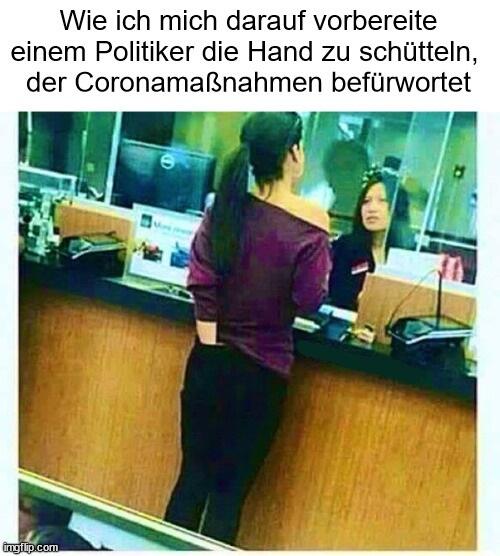 Wie ich mich darauf vorbereite
einem Politiker die Hand zu schütteln,
der Coronamaßnahmen befürwortet
imgflip.com